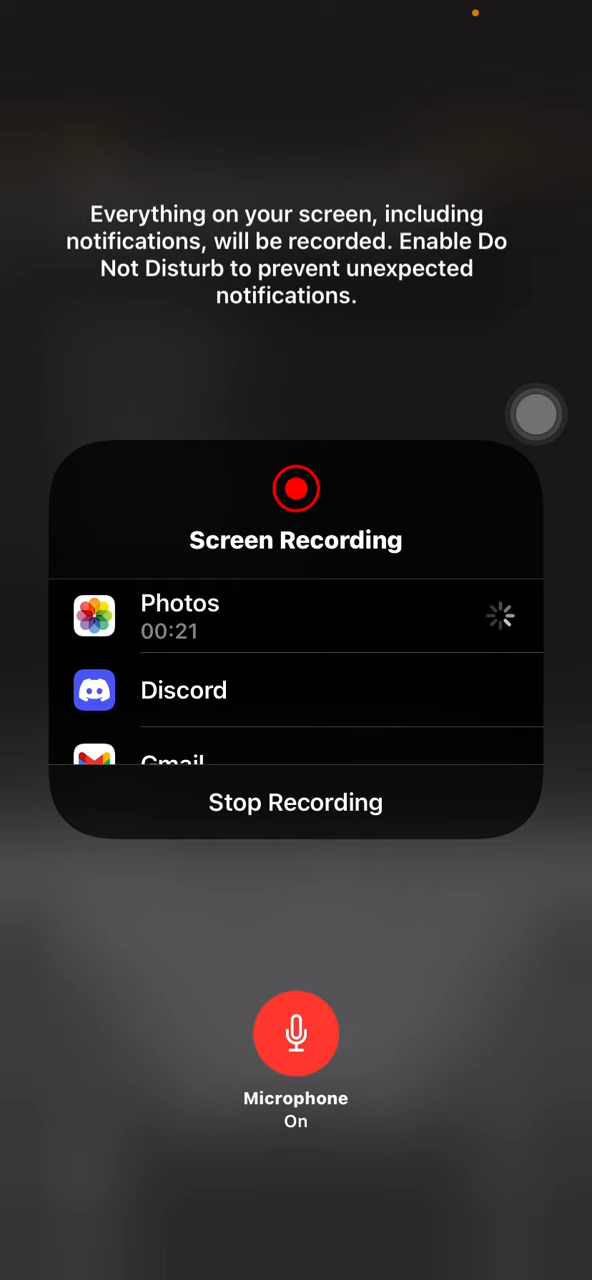 Everything on your screen, including
notifications, will be recorded. Enable Do
Not Disturb to prevent unexpected
notifications.
Screen Recording
Photos
00:21
Discord
Gmail
Stop Recording
Microphone
On